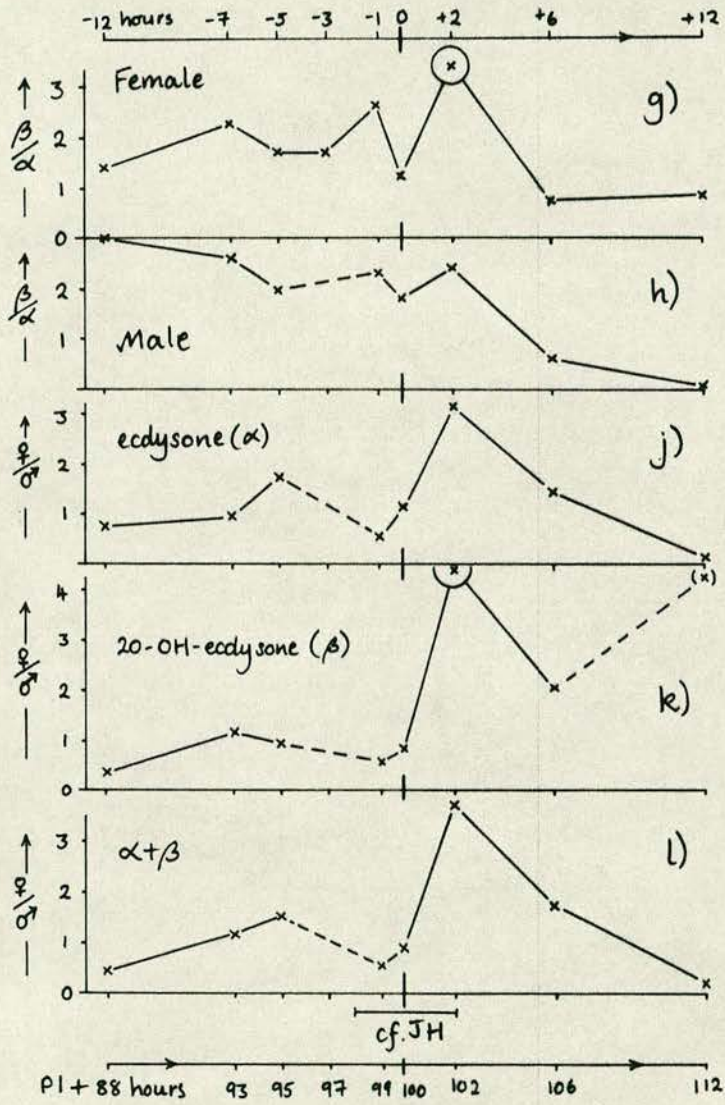 -12 hours -7 -5 -3 -1 0 +2 +6 +12
Female
g)
3
2
1
0
β/α
h)
2
1
β/α
Male
ecdysone (α)
j)
3
2
1
♀/♂
(x)
4
3
2
1
0
20-OH-ecdysone (β)
♀/♂
k)
α+β
l)
3
2
1
0
♀/♂
cf. JH
PI + 88 hours 93 95 97 99 100 102 106 112